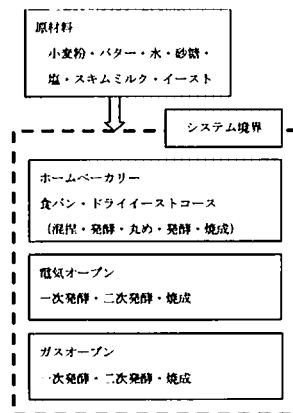 原材料
小麦粉・バター・水・砂糖・
塩・スキムミルク・イースト
システム境界
ホームベーカリー
食パン・ドライイーストコース
(混捏・発酵・丸め・発酵・焼成)
電気オーブン
一次発酵・二次発酵・焼成
ガスオーブン
一次発酵・二次発酵・焼成